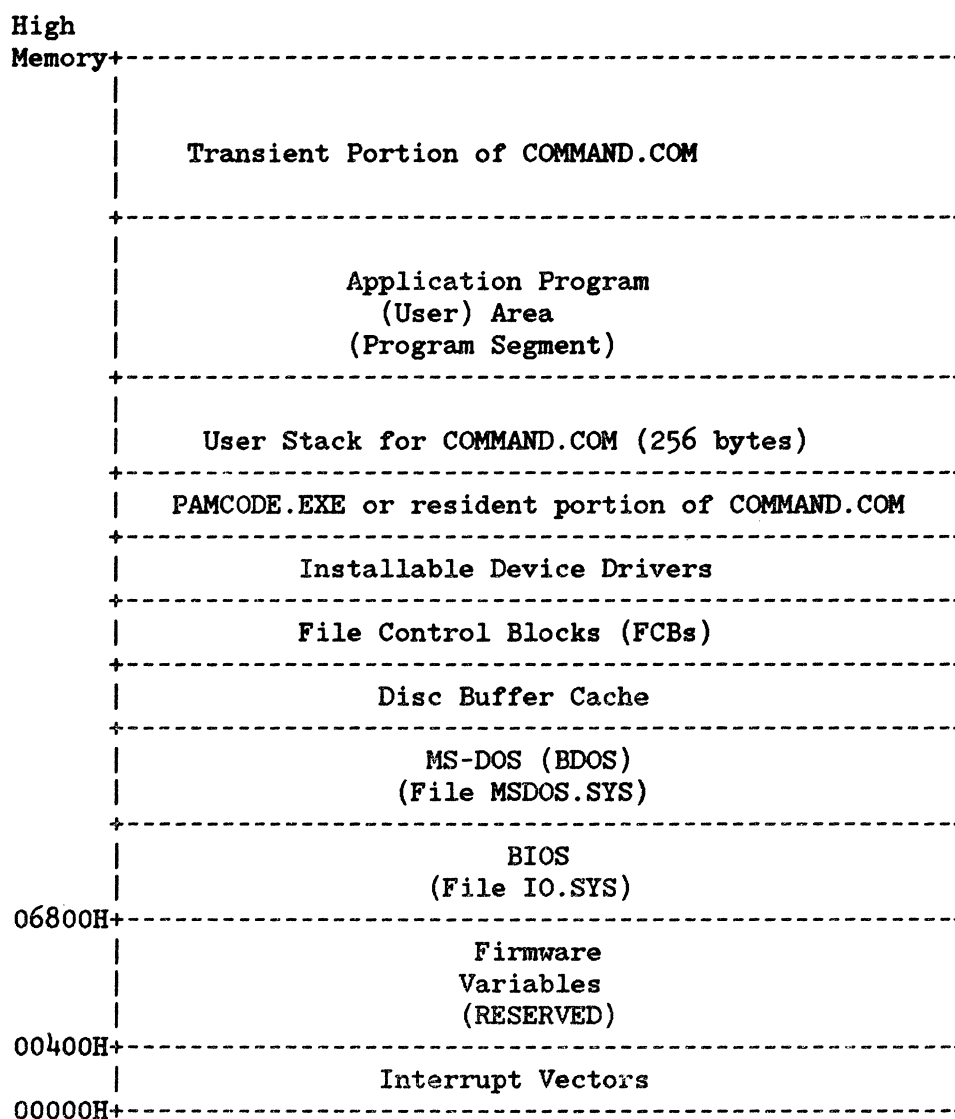 High
Memory+----------------------------------------------------
Transient Portion of COMMAND.COM
Application Program
(User) Area
(Program Segment)
User Stack for COMMAND.COM (256 bytes)
PAMCODE.EXE or resident portion of COMMAND.COM
Installable Device Drivers
File Control Blocks (FCBs)
Disc Buffer Cache
MS-DOS (BDOS)
(File MSDOS.SYS)
BIOS
(File IO.SYS)
06800H+----------------------------------------------------
Firmware
Variables
(RESERVED)
00400H+----------------------------------------------------
Interrupt Vectors
00000H+----------------------------------------------------